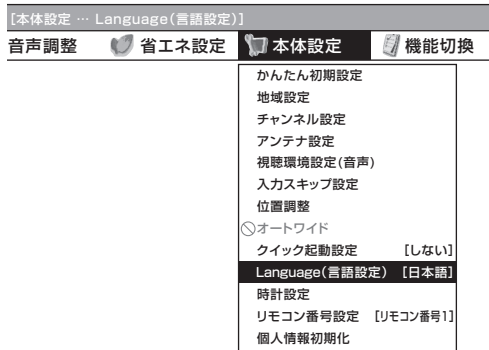 [本体設定 … Language(言語設定)]
音声調整 省エネ設定 本体設定 機能切換
かんたん初期設定
地域設定
チャンネル設定
アンテナ設定
視聴環境設定(音声)
入力スキップ設定
位置調整
オートワイド
クイック起動設定 [しない]
Language(言語設定) [日本語]
時計設定
リモコン番号設定 [リモコン番号1]
個人情報初期化